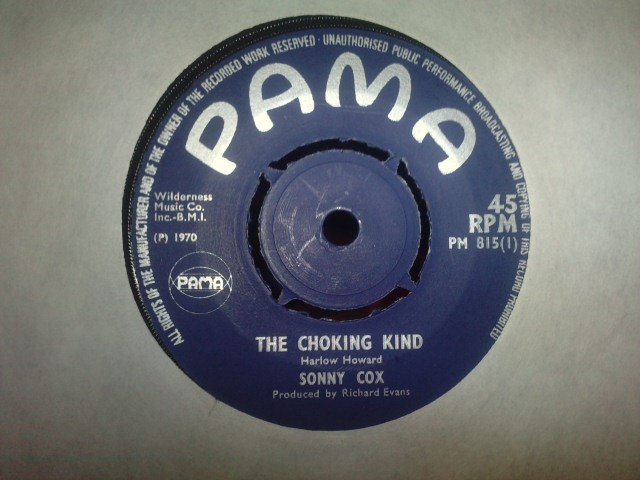 ALL RIGHTS OF THE MANUFACTURER AND OF THE OWNER OF THE RECORDED WORK RESERVED · UNAUTHORISED PUBLIC PERFORMANCE BROADCASTING AND COPYING OF THIS RECORD PROHIBITED
PAMA
Wilderness
Music Co.
Inc.-B.M.I.
(P) 1970
45
RPM
PM 815(1)
PAMA
THE CHOKING KIND
Harlow Howard
SONNY COX
Produced by Richard Evans